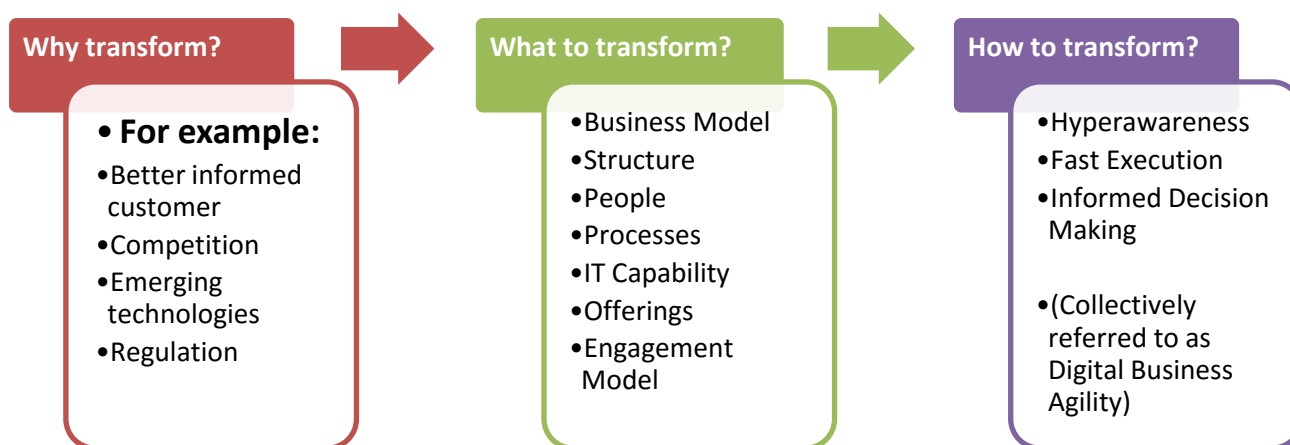 Why transform?
• For example:
•Better informed
customer
•Competition
•Emerging
technologies
•Regulation
What to transform?
•Business Model
•Structure
•People
•Processes
•IT Capability
•Offerings
•Engagement
Model
How to transform?
•Hyperawareness
•Fast Execution
•Informed Decision
Making
•(Collectively
referred to as
Digital Business
Agility)